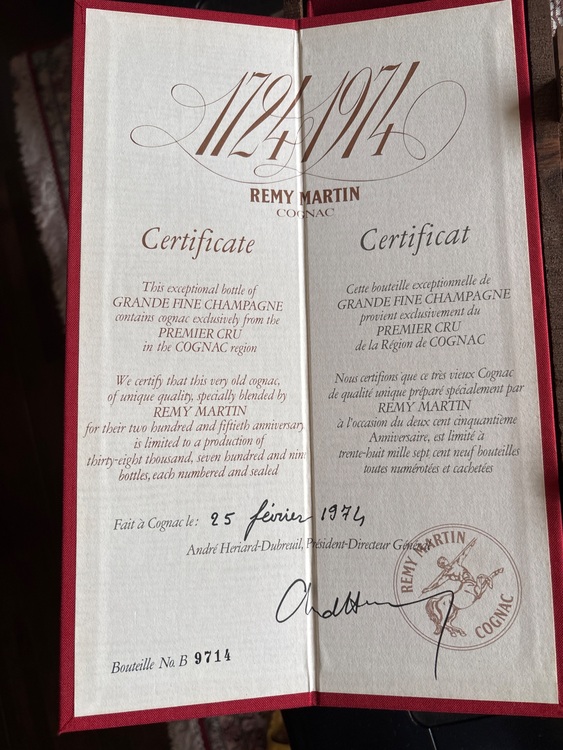 1724 1974
REMY MARTIN
COGNAC
Certificate
This exceptional bottle of
GRANDE FINE CHAMPAGNE
contains cognac exclusively from the
PREMIER CRU
in the COGNAC region
We certify that this very old cognac,
of unique quality, specially blended by
REMY MARTIN
for their two hundred and fiftieth anniversary
is limited to a production of
thirty-eight thousand, seven hundred and nine
bottles, each numbered and sealed
Certificat
Cette bouteille exceptionnelle de
GRANDE FINE CHAMPAGNE
provient exclusivement du
PREMIER CRU
de la Région de COGNAC
Nous certifions que ce très vieux Cognac
de qualité unique préparé spécialement par
REMY MARTIN
à l'occasion du deux cent cinquantième
Anniversaire, est limité à
trente-huit mille sept cent neuf bouteilles
toutes numérotées et cachetées
Fait à Cognac le: 25 février 1974
André Heriard-Dubreuil, Président-Directeur Général
REMY MARTIN
COGNAC
Bouteille No. B 9714